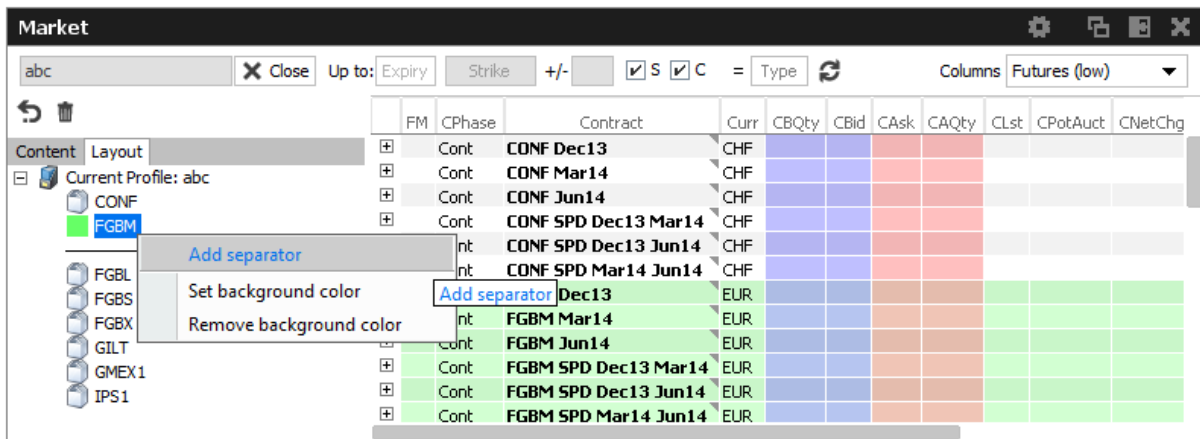 Market
abc Close Up to: Expiry Strike +/- S C = Type Columns Futures (low)
FM CPhase Contract Curr CBQty CBid CAsk CAQty CLst CPotAuct CNetChg
Content Layout
Current Profile: abc
CONF
FGBM
FGBL
FGBS
FGBX
GILT
GMEX1
IPS1
Add separator
Set background color
Remove background color
Add separator
Cont CONF Dec13 CHF
Cont CONF Mar14 CHF
Cont CONF Jun14 CHF
Cont CONF SPD Dec13 Mar14 CHF
nt CONF SPD Dec13 Jun14 CHF
nt CONF SPD Mar14 Jun14 CHF
Dec13 EUR
nt FGBM Mar14 EUR
Cont FGBM Jun14 EUR
Cont FGBM SPD Dec13 Mar14 EUR
Cont FGBM SPD Dec13 Jun14 EUR
Cont FGBM SPD Mar14 Jun14 EUR